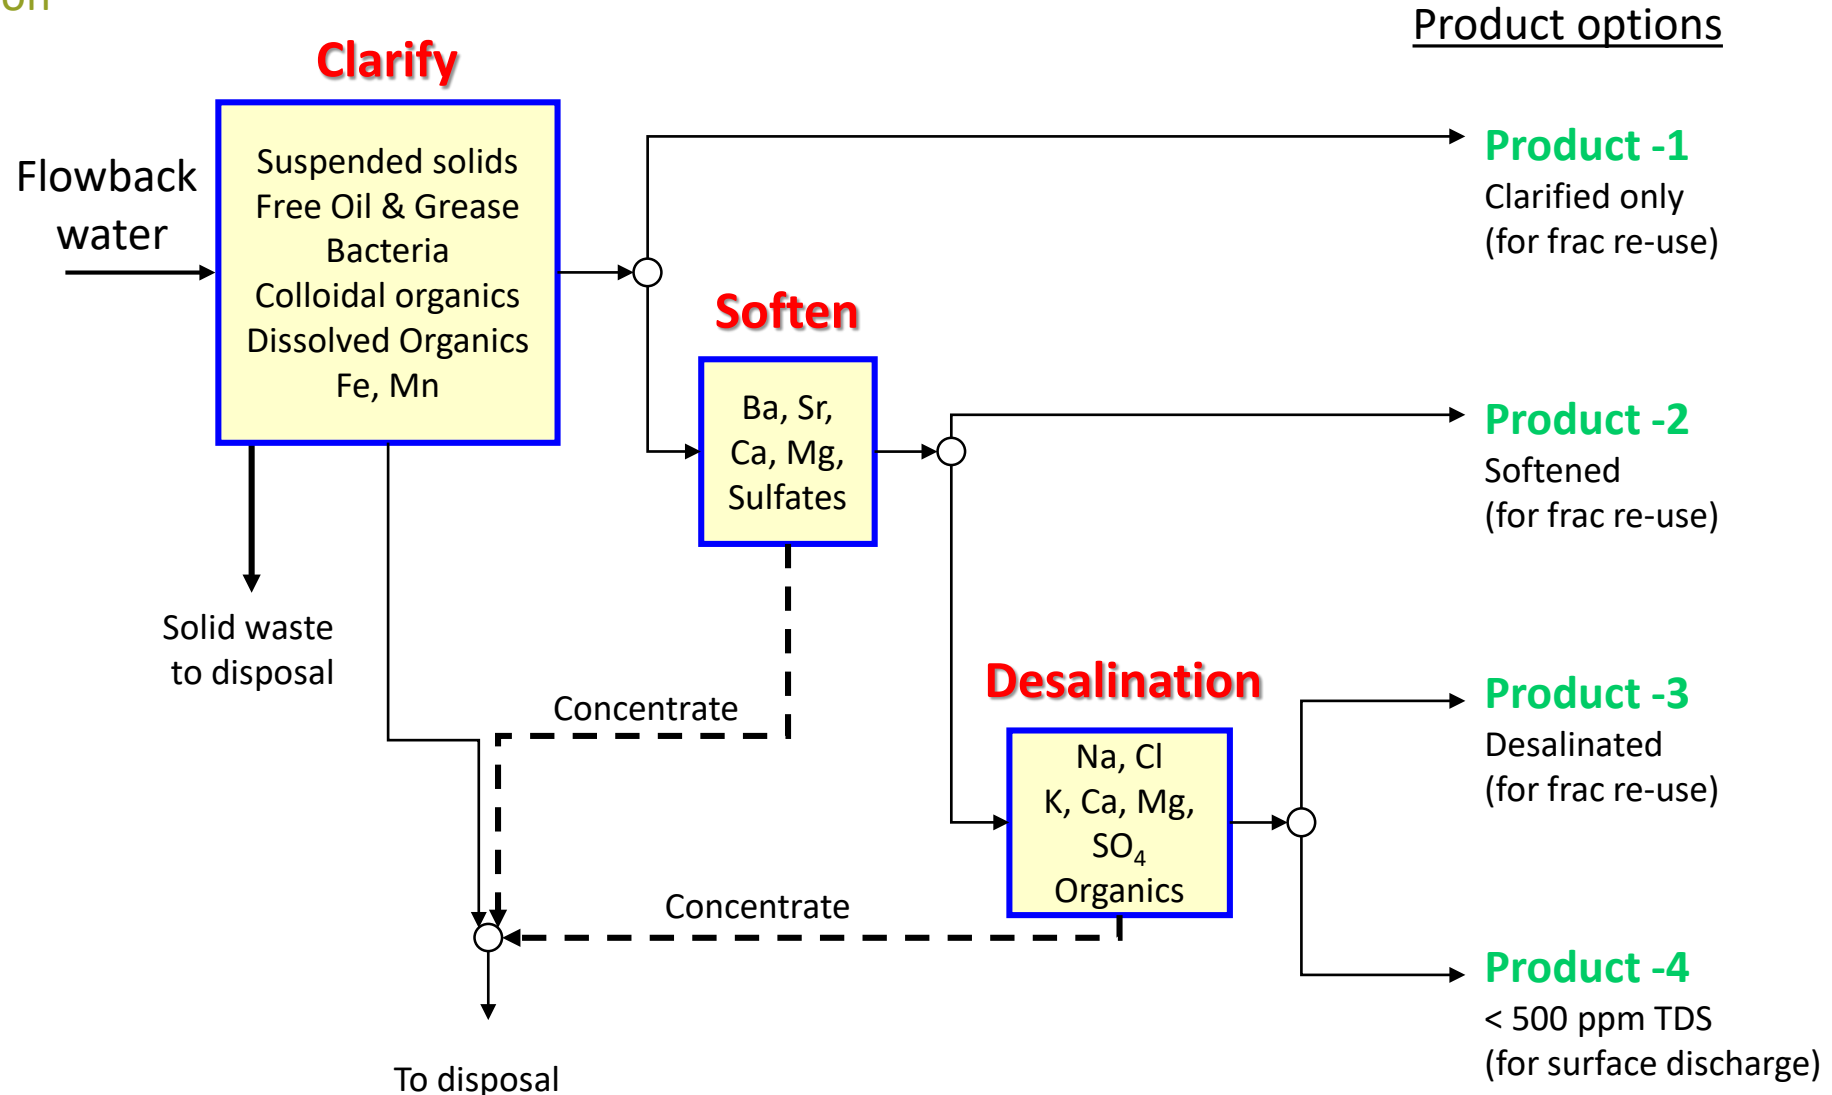 on
Product options
Clarify
Flowback
water
Suspended solids
Free Oil & Grease
Bacteria
Colloidal organics
Dissolved Organics
Fe, Mn
Product -1
Clarified only
(for frac re-use)
Soften
Ba, Sr,
Ca, Mg,
Sulfates
Product -2
Softened
(for frac re-use)
Solid waste
to disposal
Concentrate
Desalination
Na, Cl
K, Ca, Mg,
SO₄
Organics
Product -3
Desalinated
(for frac re-use)
Concentrate
Product -4
< 500 ppm TDS
(for surface discharge)
To disposal